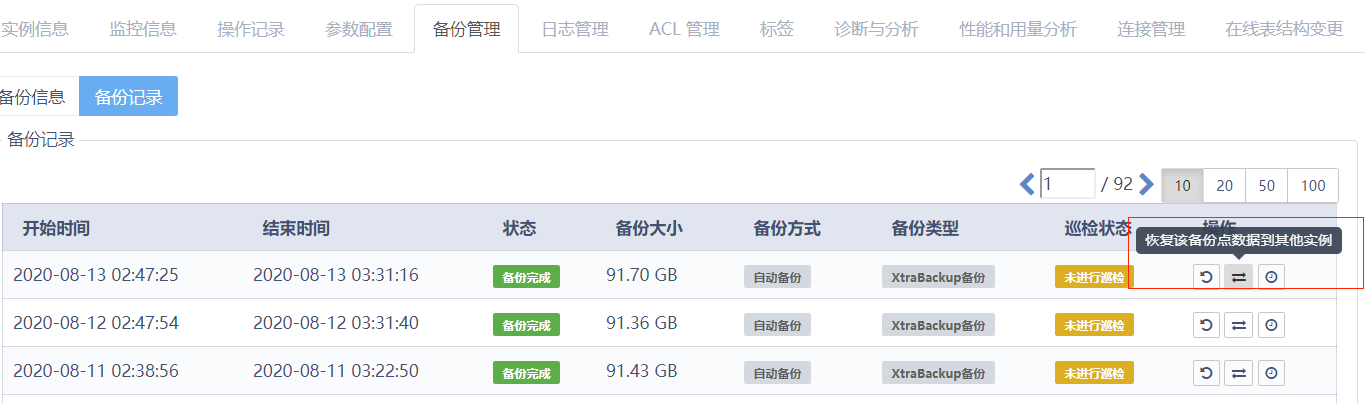 实例信息 监控信息 操作记录 参数配置 备份管理 日志管理 ACL 管理 标签 诊断与分析 性能和用量分析 连接管理 在线表结构变更
备份信息 备份记录
备份记录
1 / 92 10 20 50 100
开始时间 结束时间 状态 备份大小 备份方式 备份类型 巡检状态 操作
恢复该备份点数据到其他实例
2020-08-13 02:47:25 2020-08-13 03:31:16 备份完成 91.70 GB 自动备份 XtraBackup备份 未进行巡检
2020-08-12 02:47:54 2020-08-12 03:31:40 备份完成 91.36 GB 自动备份 XtraBackup备份 未进行巡检
2020-08-11 02:38:56 2020-08-11 03:22:50 备份完成 91.43 GB 自动备份 XtraBackup备份 未进行巡检